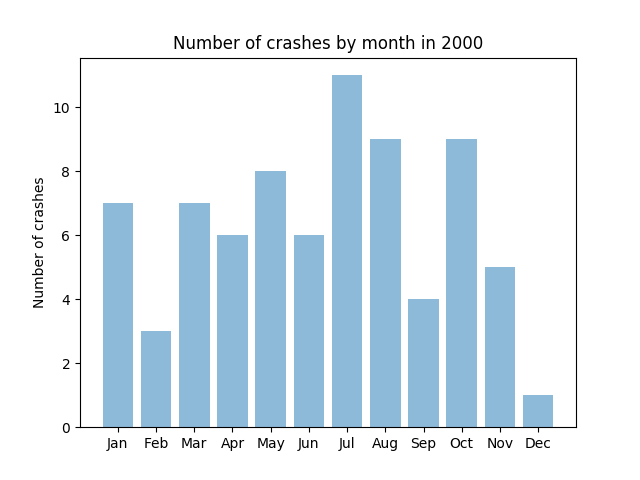 Number of crashes by month in 2000
Number of crashes
10
8
6
4
2
0
Jan Feb Mar Apr May Jun Jul Aug Sep Oct Nov Dec